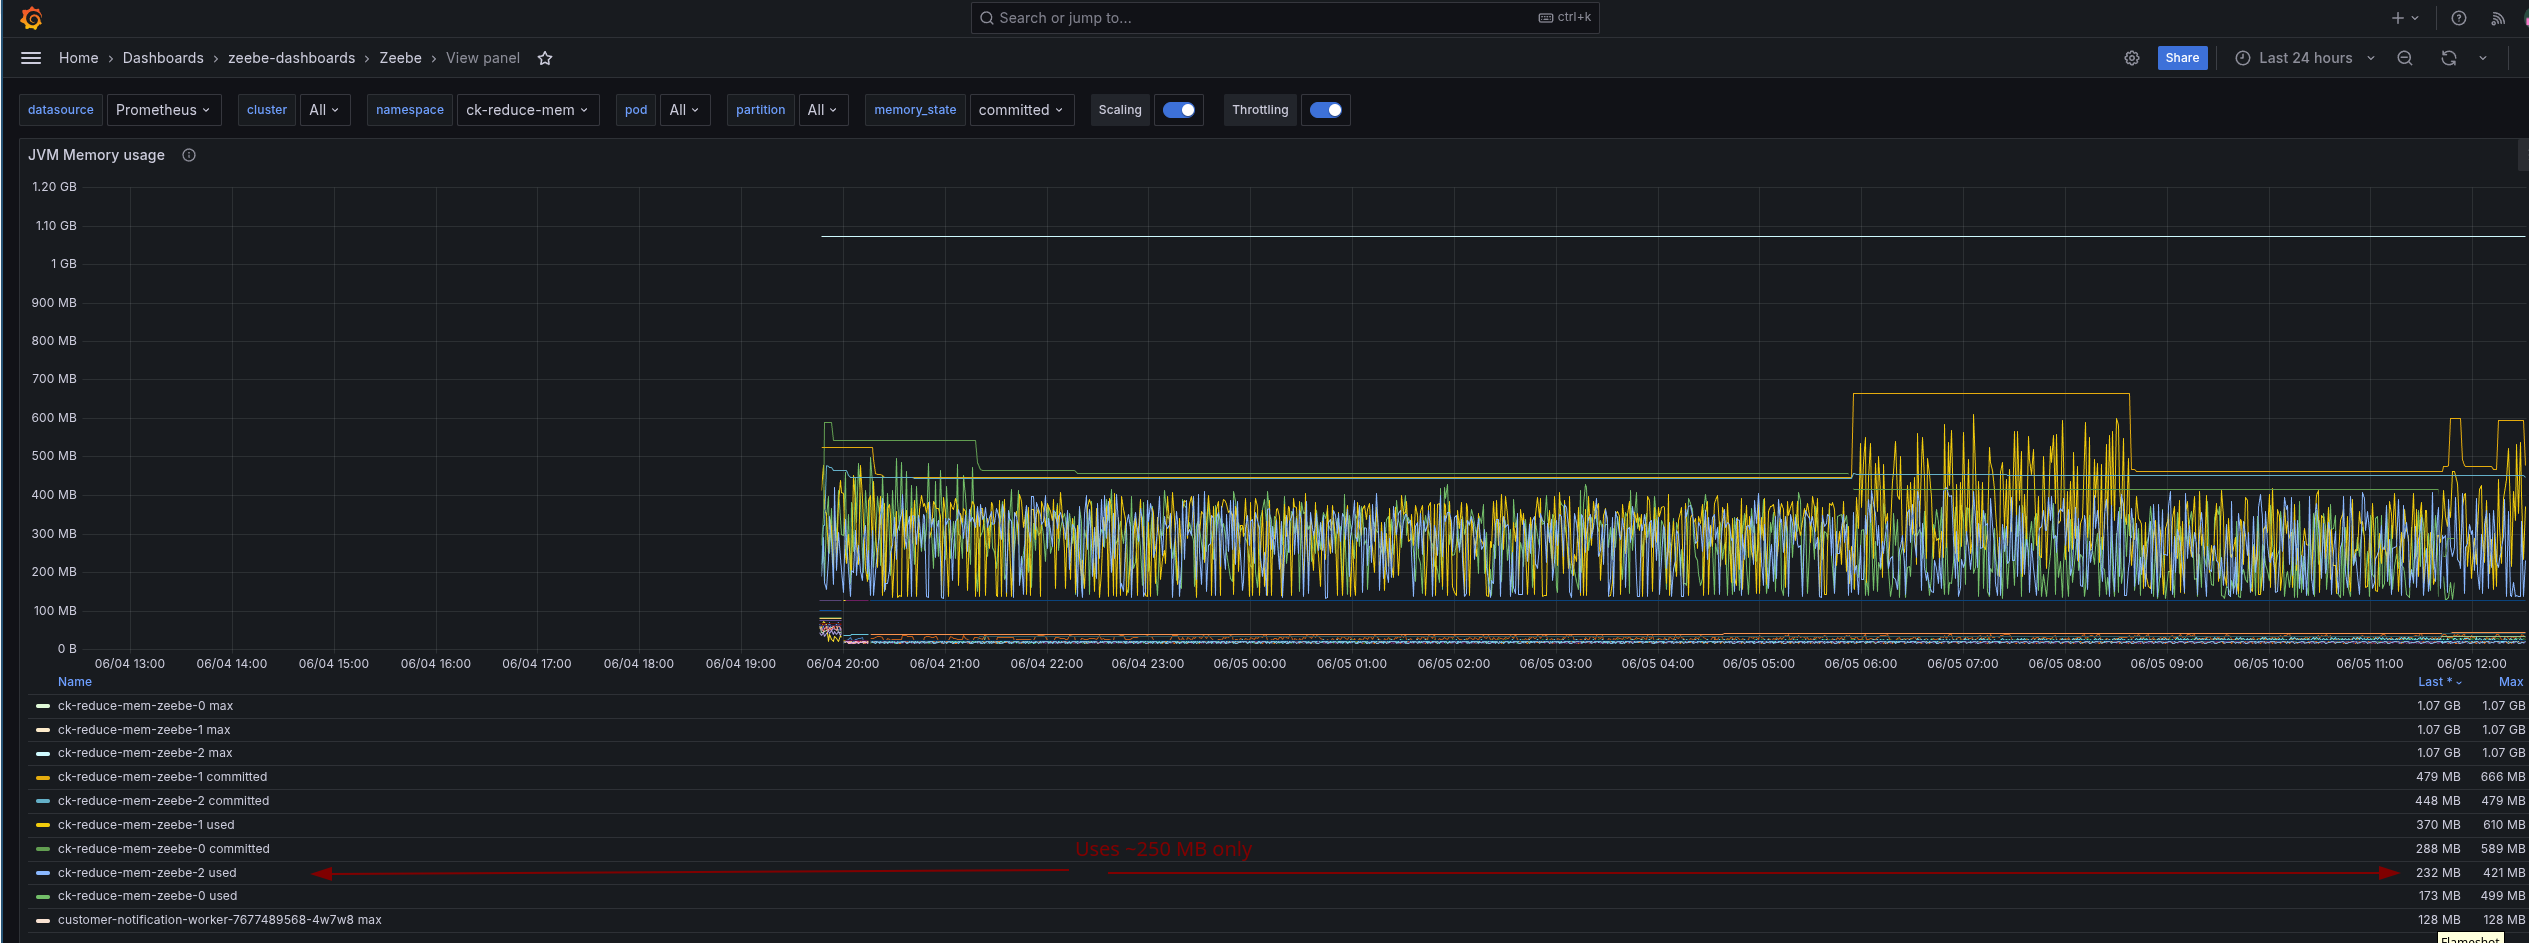 Search or jump to... ctrl+k
Home › Dashboards › zeebe-dashboards › Zeebe › View panel Share Last 24 hours
datasource Prometheus cluster All namespace ck-reduce-mem pod All partition All memory_state committed Scaling Throttling
JVM Memory usage
1.20 GB
1.10 GB
1 GB
900 MB
800 MB
700 MB
600 MB
500 MB
400 MB
300 MB
200 MB
100 MB
0 B
06/04 13:00 06/04 14:00 06/04 15:00 06/04 16:00 06/04 17:00 06/04 18:00 06/04 19:00 06/04 20:00 06/04 21:00 06/04 22:00 06/04 23:00 06/05 00:00 06/05 01:00 06/05 02:00 06/05 03:00 06/05 04:00 06/05 05:00 06/05 06:00 06/05 07:00 06/05 08:00 06/05 09:00 06/05 10:00 06/05 11:00 06/05 12:00
Name Last * Max
ck-reduce-mem-zeebe-0 max 1.07 GB 1.07 GB
ck-reduce-mem-zeebe-1 max 1.07 GB 1.07 GB
ck-reduce-mem-zeebe-2 max 1.07 GB 1.07 GB
ck-reduce-mem-zeebe-1 committed 479 MB 666 MB
ck-reduce-mem-zeebe-2 committed 448 MB 479 MB
ck-reduce-mem-zeebe-1 used 370 MB 610 MB
ck-reduce-mem-zeebe-0 committed 288 MB 589 MB
Uses ~250 MB only
ck-reduce-mem-zeebe-2 used 232 MB 421 MB
ck-reduce-mem-zeebe-0 used 173 MB 499 MB
customer-notification-worker-7677489568-4w7w8 max 128 MB 128 MB
Flameshot